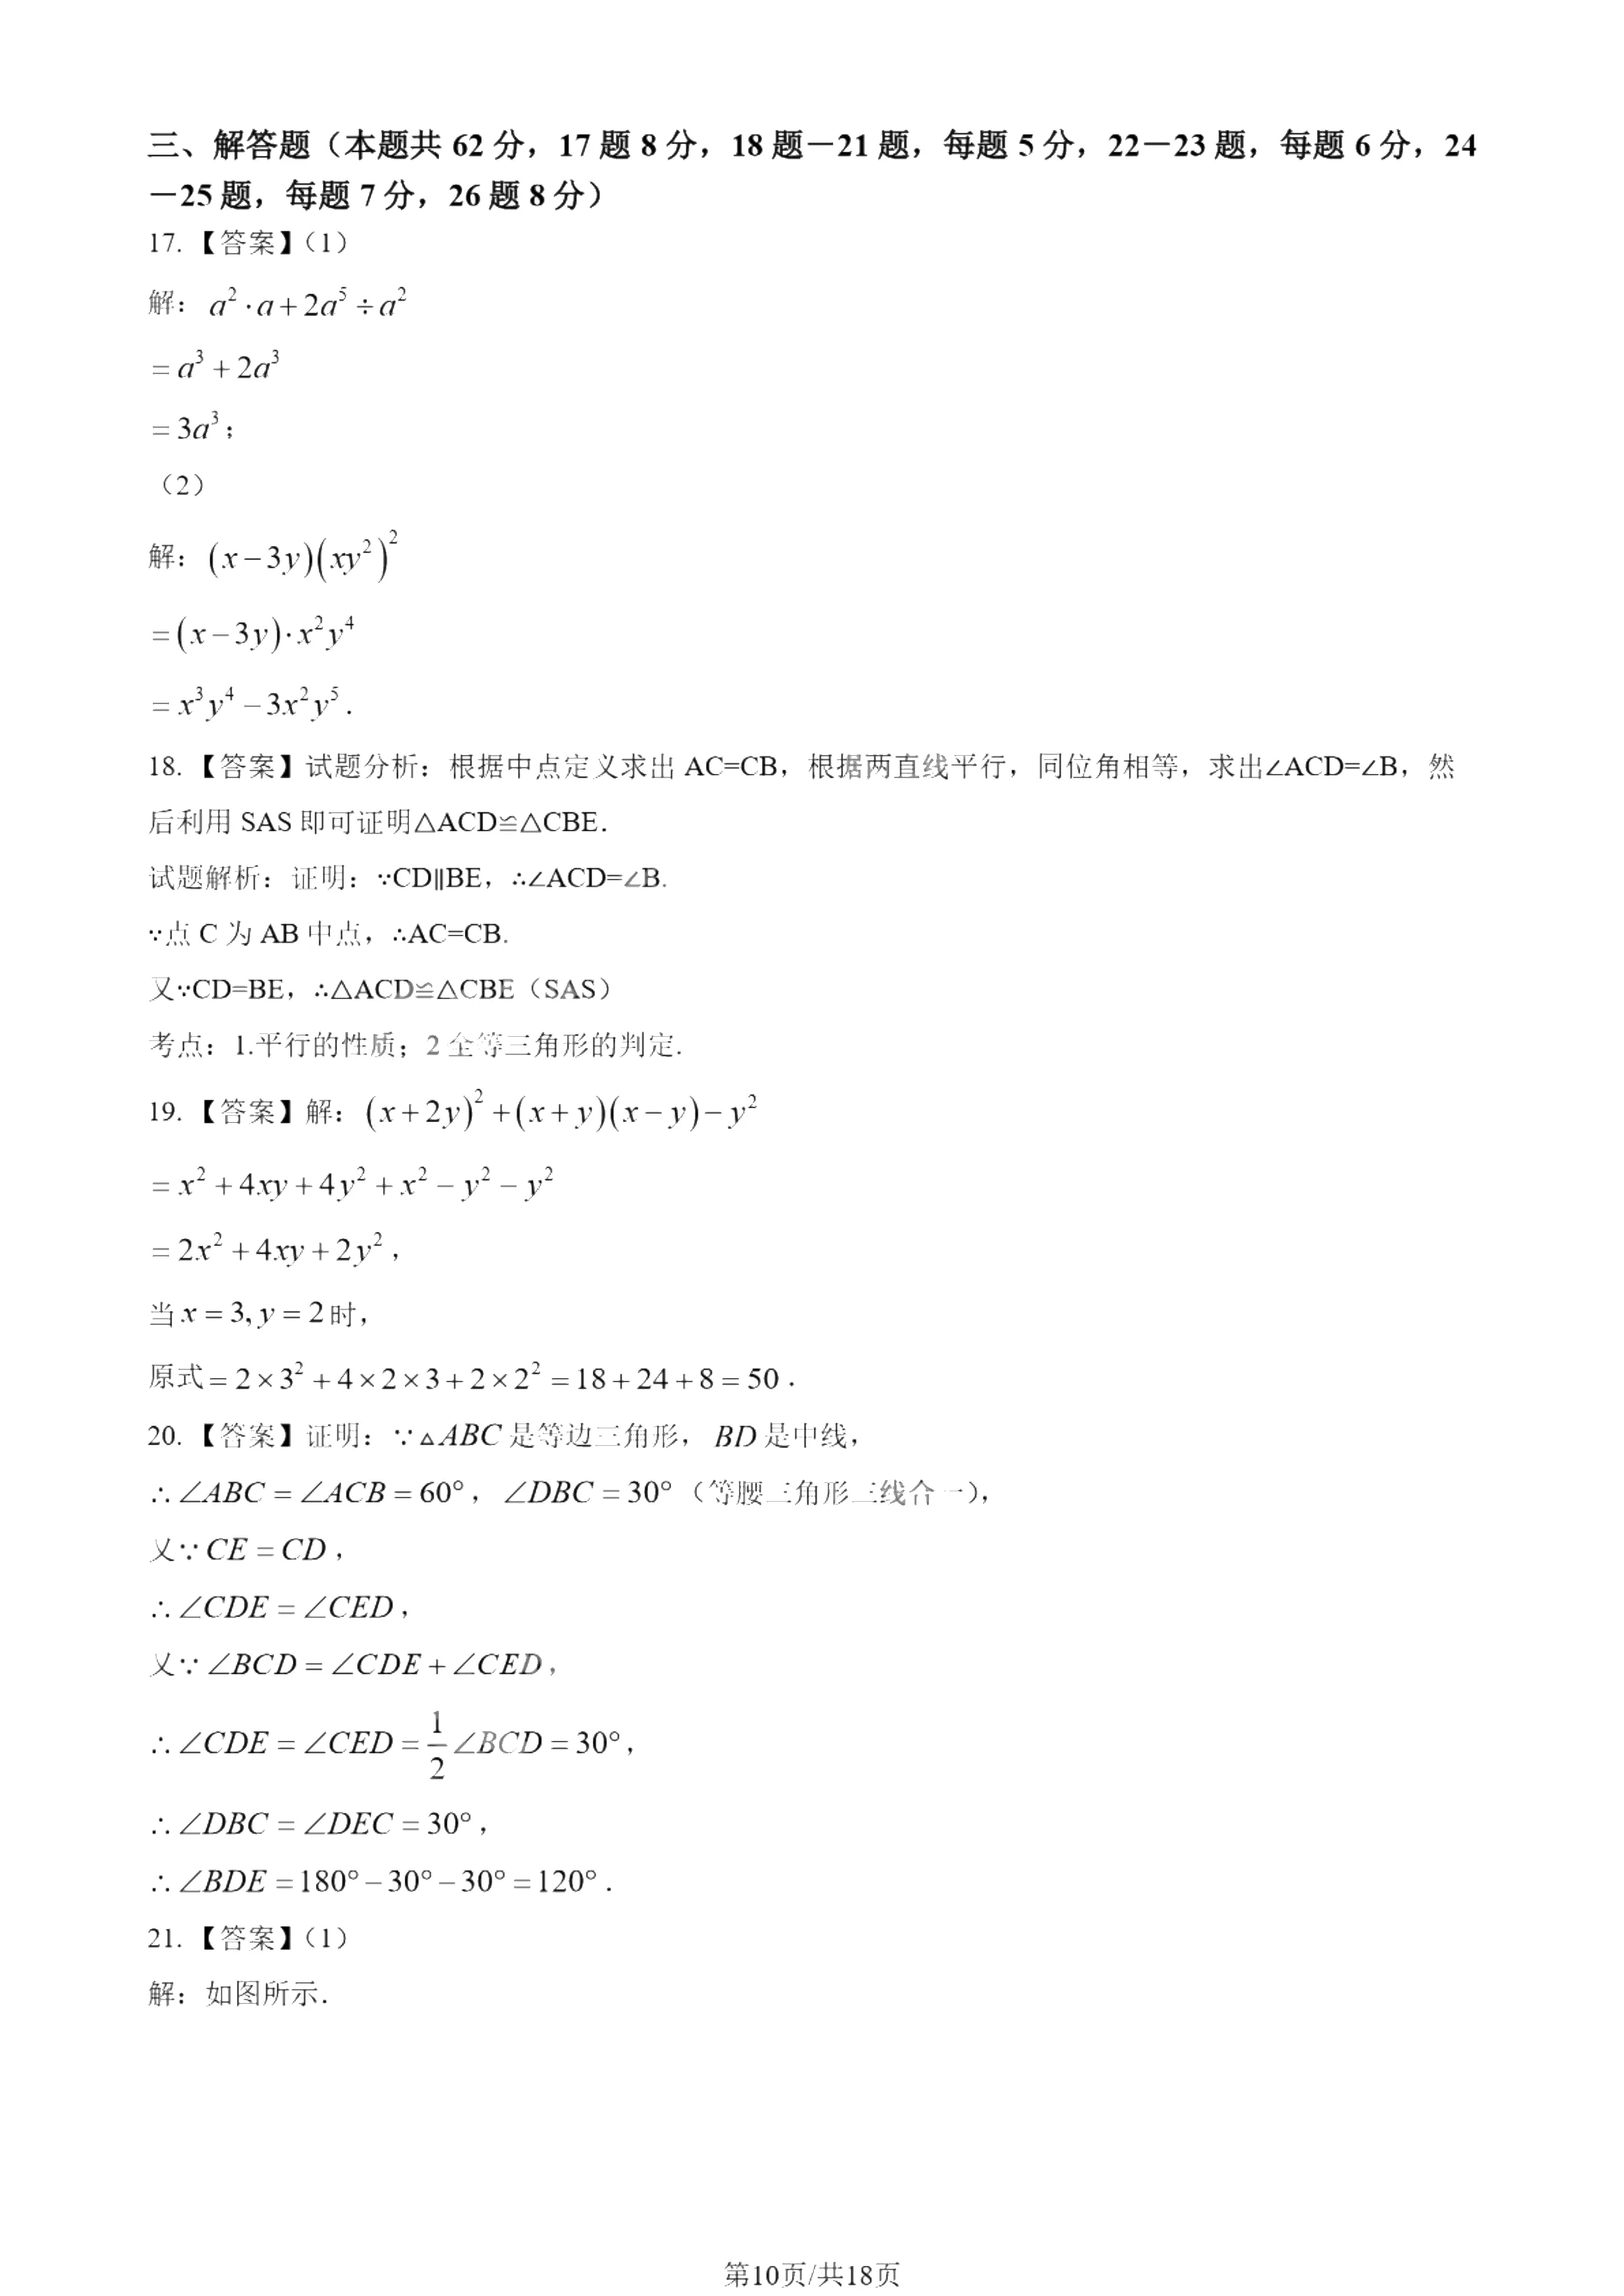 三、解答题（本题共 62 分，17 题 8 分，18 题－21 题，每题 5 分，22－23 题，每题 6 分，24
－25 题，每题 7 分，26 题 8 分）
17. 【答案】（1）
解：a²·a+2a⁵÷a²
=a³+2a³
=3a³；
（2）
解：(x−3y)(xy²)²
=(x−3y)·x²y⁴
=x³y⁴−3x²y⁵．
18. 【答案】试题分析：根据中点定义求出 AC=CB，根据两直线平行，同位角相等，求出∠ACD=∠B，然
后利用 SAS 即可证明△ACD≌△CBE．
试题解析：证明：∵CD∥BE，∴∠ACD=∠B.
∵点 C 为 AB 中点，∴AC=CB.
又∵CD=BE，∴△ACD≌△CBE（SAS）
考点：1.平行的性质；2 全等三角形的判定.
19. 【答案】解：(x+2y)²+(x+y)(x−y)−y²
=x²+4xy+4y²+x²−y²−y²
=2x²+4xy+2y²，
当 x=3, y=2 时，
原式=2×3²+4×2×3+2×2²=18+24+8=50．
20. 【答案】证明：∵△ABC 是等边三角形，BD 是中线，
∴∠ABC=∠ACB=60°，∠DBC=30°（等腰三角形三线合一），
又∵CE=CD，
∴∠CDE=∠CED，
又∵∠BCD=∠CDE+∠CED，
∴∠CDE=∠CED=1/2∠BCD=30°，
∴∠DBC=∠DEC=30°，
∴∠BDE=180°−30°−30°=120°．
21. 【答案】（1）
解：如图所示．
第10页/共18页